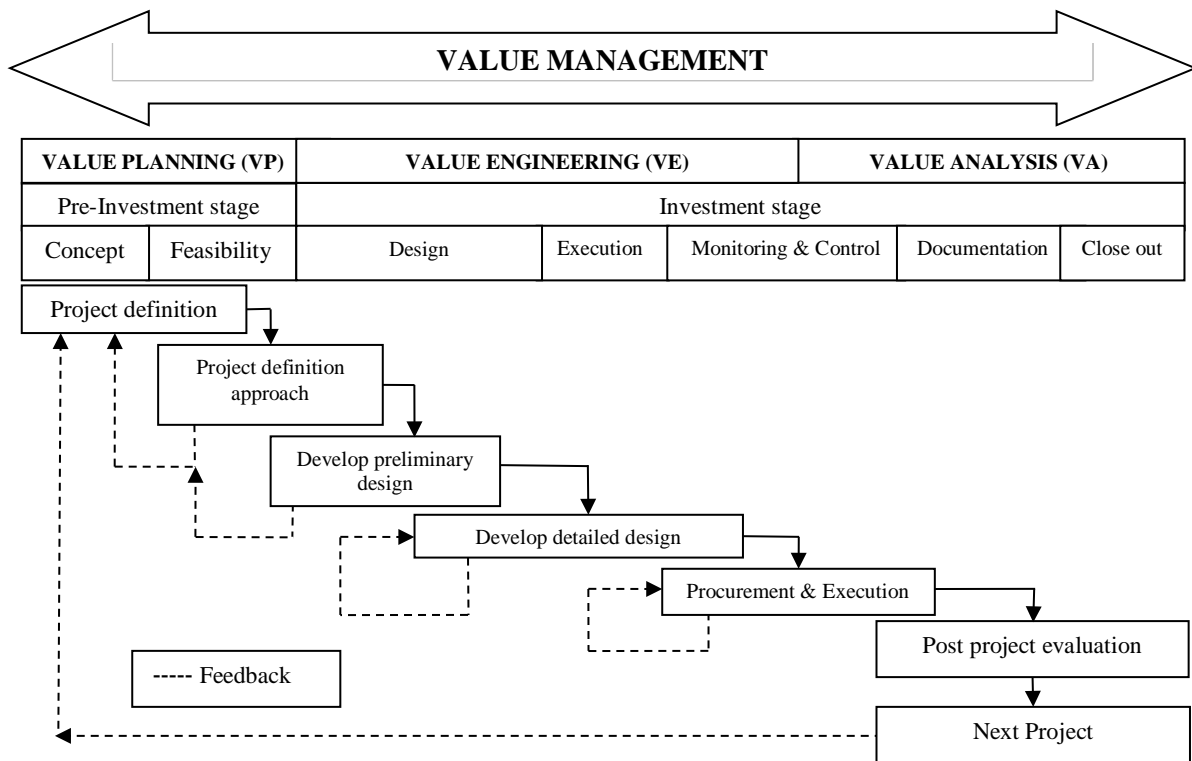 VALUE MANAGEMENT
VALUE PLANNING (VP)
VALUE ENGINEERING (VE)
VALUE ANALYSIS (VA)
Pre-Investment stage
Investment stage
Concept
Feasibility
Design
Execution
Monitoring & Control
Documentation
Close out
Project definition
Project definition
approach
Develop preliminary
design
Develop detailed design
Procurement & Execution
Post project evaluation
Feedback
Next Project